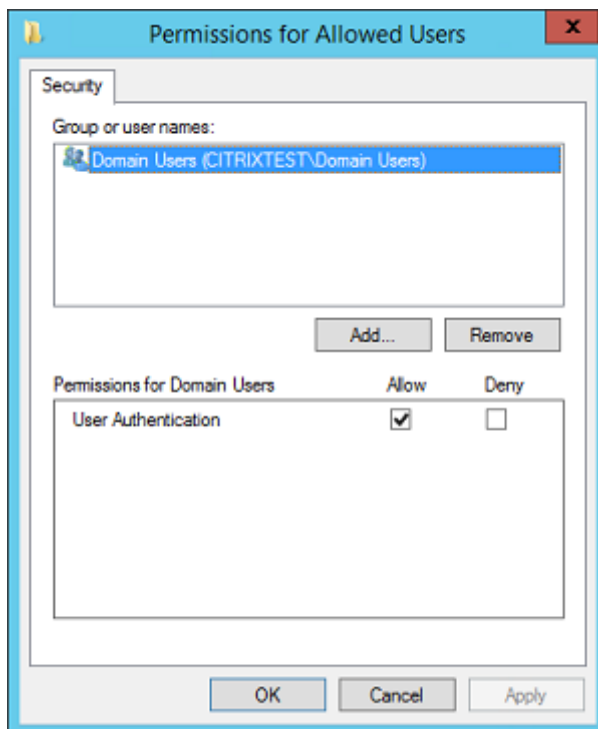 Permissions for Allowed Users
x
Security
Group or user names:
Domain Users (CITRIXTEST\Domain Users)
Add... Remove
Permissions for Domain Users Allow Deny
User Authentication
OK Cancel Apply